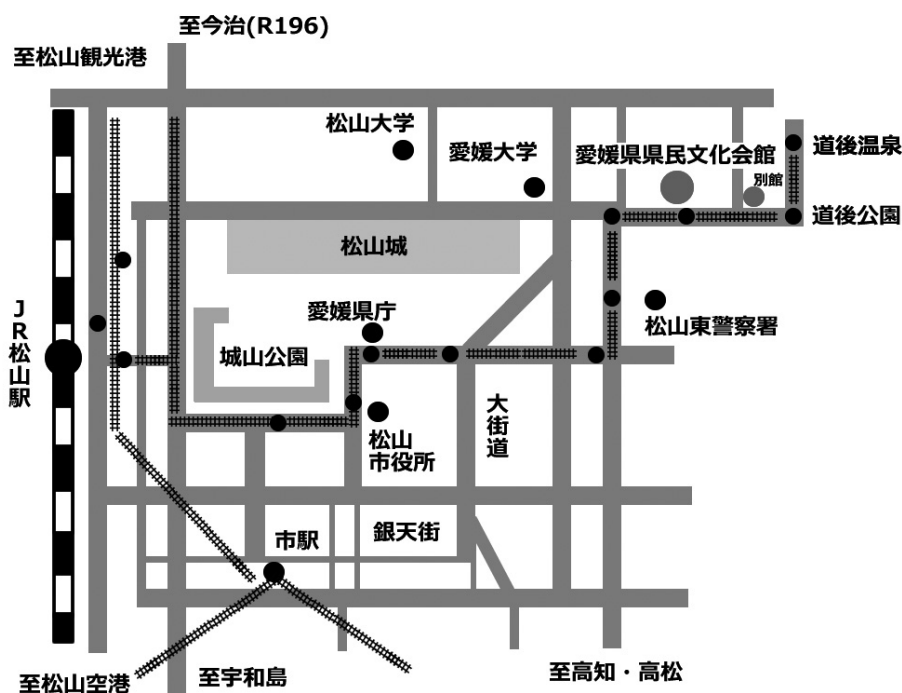 至今治(R196)
至松山観光港
松山大学
愛媛大学
愛媛県県民文化会館
別館
道後温泉
道後公園
松山城
JR松山駅
愛媛県庁
城山公園
松山東警察署
大街道
松山
市役所
銀天街
市駅
至松山空港
至宇和島
至高知・高松